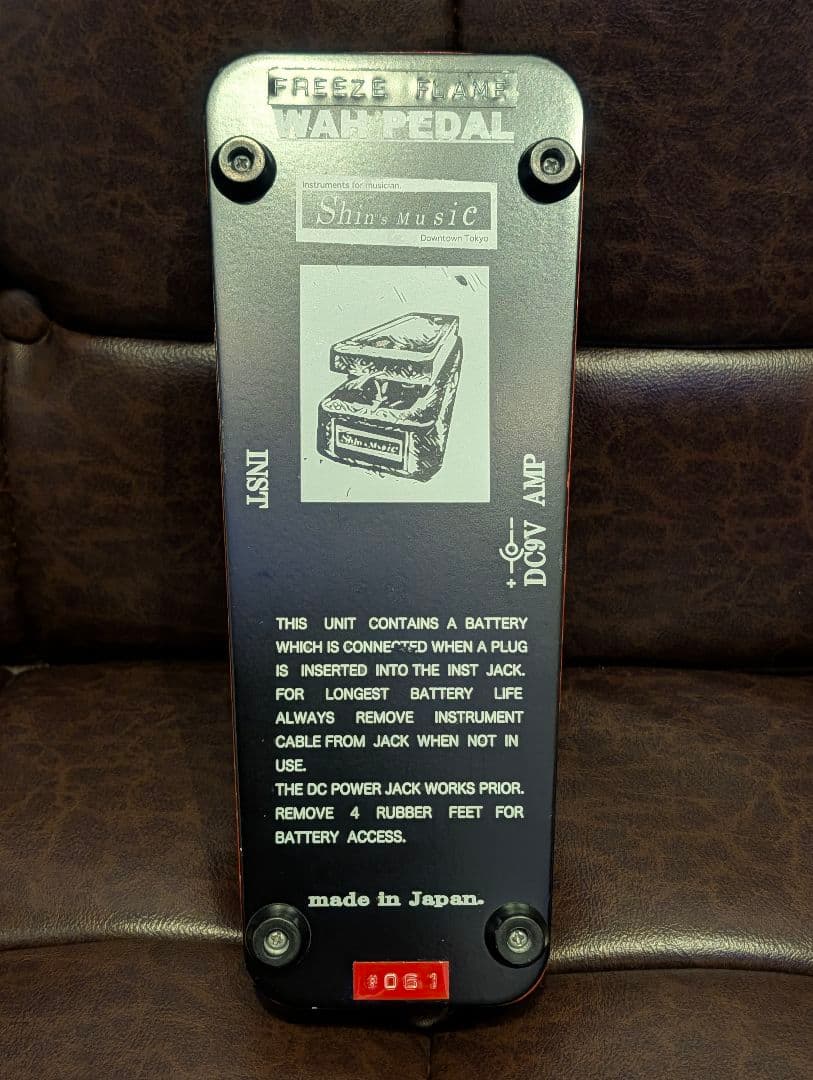 FREEZE FLAME
WAH PEDAL
Instruments for musician.
Shin's Music
Downtown Tokyo
Shin's Music
INST
AMP
DC9V
- +
THIS UNIT CONTAINS A BATTERY
WHICH IS CONNECTED WHEN A PLUG
IS INSERTED INTO THE INST JACK.
FOR LONGEST BATTERY LIFE
ALWAYS REMOVE INSTRUMENT
CABLE FROM JACK WHEN NOT IN
USE.
THE DC POWER JACK WORKS PRIOR.
REMOVE 4 RUBBER FEET FOR
BATTERY ACCESS.
made in Japan.
#061